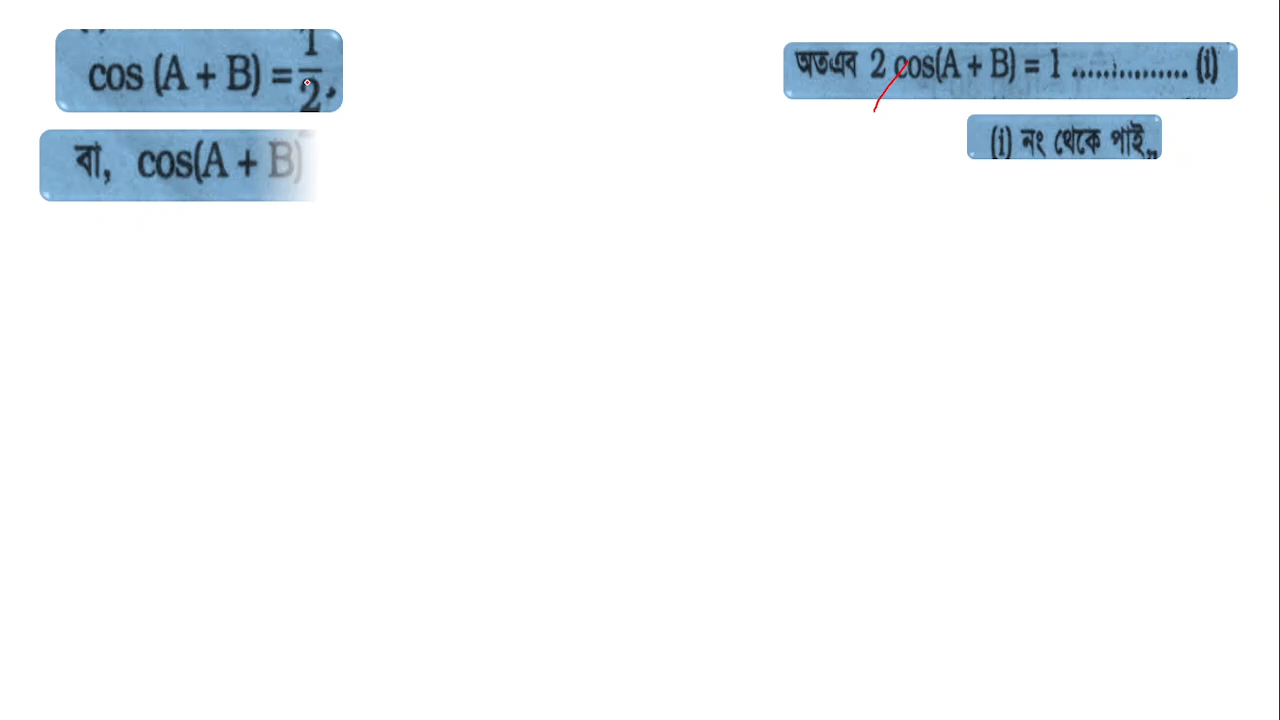 cos (A + B) = 1/2,
বা, cos(A + B)
অতএব 2 cos(A + B) = 1 ................ (i)
(i) নং থেকে পাই,,